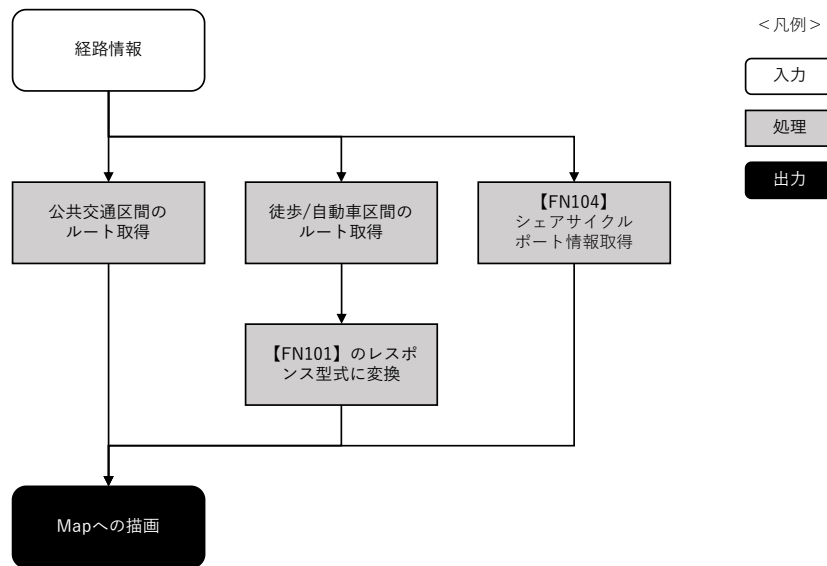 経路情報
＜凡例＞
入力
処理
出力
公共交通区間の
ルート取得
徒歩/自動車区間の
ルート取得
【FN104】
シェアサイクル
ポート情報取得
【FN101】のレスポ
ンス型式に変換
Mapへの描画